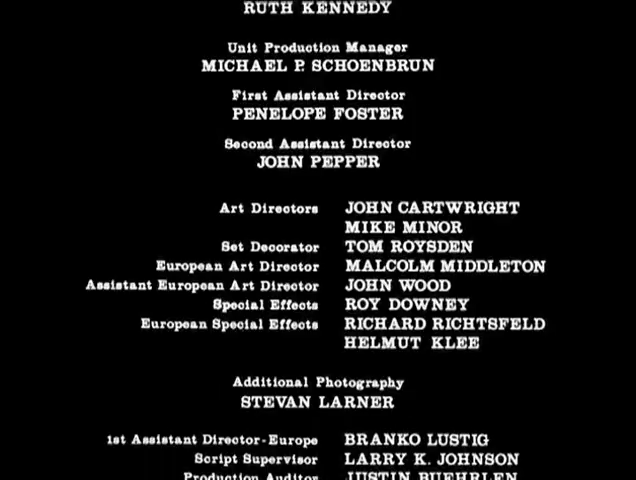 RUTH KENNEDY
Unit Production Manager
MICHAEL P. SCHOENBRUN
First Assistant Director
PENELOPE FOSTER
Second Assistant Director
JOHN PEPPER
Art Directors JOHN CARTWRIGHT
MIKE MINOR
Set Decorator TOM ROYSDEN
European Art Director MALCOLM MIDDLETON
Assistant European Art Director JOHN WOOD
Special Effects ROY DOWNEY
European Special Effects RICHARD RICHTSFELD
HELMUT KLEE
Additional Photography
STEVAN LARNER
1st Assistant Director-Europe BRANKO LUSTIG
Script Supervisor LARRY K. JOHNSON
Production Auditor JUSTIN BUEHRLEN